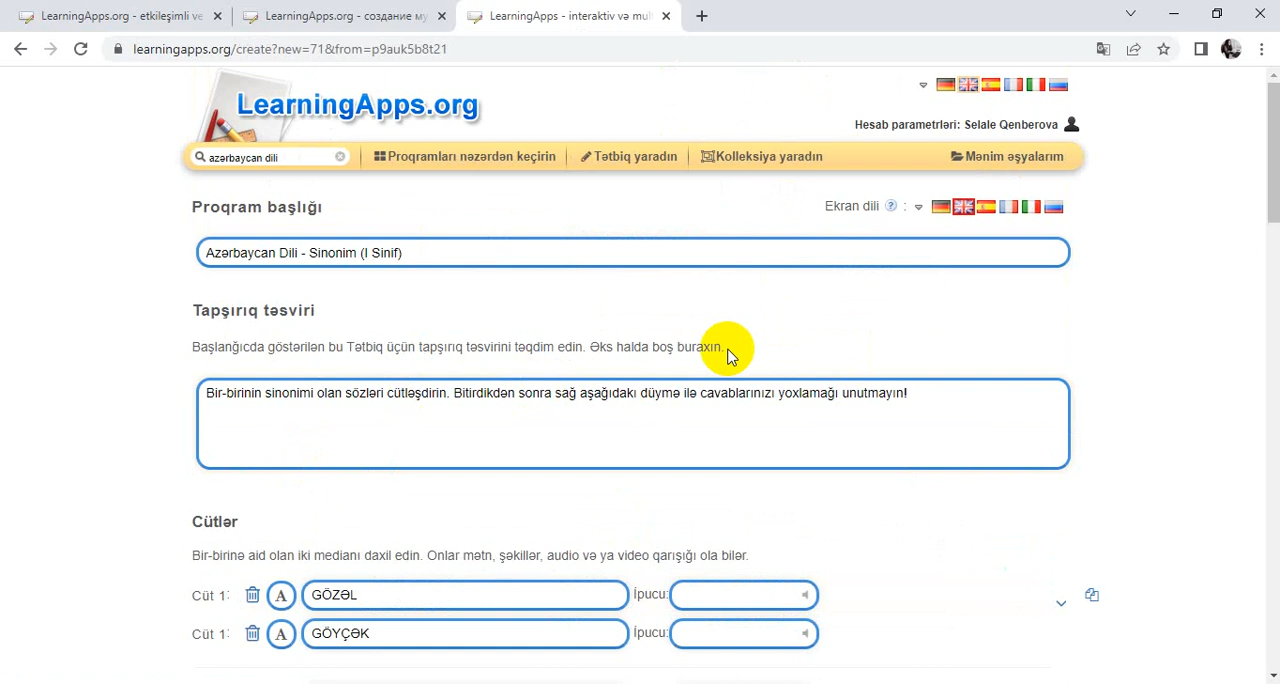 LearningApps.org - etkileşimli ve
LearningApps.org - создание му
LearningApps - interaktiv və mul
learningapps.org/create?new=71&from=p9auk5b8t21
LearningApps.org
Hesab parametrləri: Selale Qenberova
azərbaycan dili
Proqramları nəzərdən keçirin
Tətbiq yaradın
Kolleksiya yaradın
Mənim əşyalarım
Proqram başlığı
Ekran dili ? :
Azərbaycan Dili - Sinonim (I Sinif)
Tapşırıq təsviri
Başlanğıcda göstərilən bu Tətbiq üçün tapşırıq təsvirini təqdim edin. Əks halda boş buraxın.
Bir-birinin sinonimi olan sözləri cütləşdirin. Bitirdikdən sonra sağ aşağıdakı düymə ilə cavablarınızı yoxlamağı unutmayın!
Cütlər
Bir-birinə aid olan iki medianı daxil edin. Onlar mətn, şəkillər, audio və ya video qarışığı ola bilər.
Cüt 1: A GÖZƏL İpucu:
Cüt 1: A GÖYÇƏK İpucu: